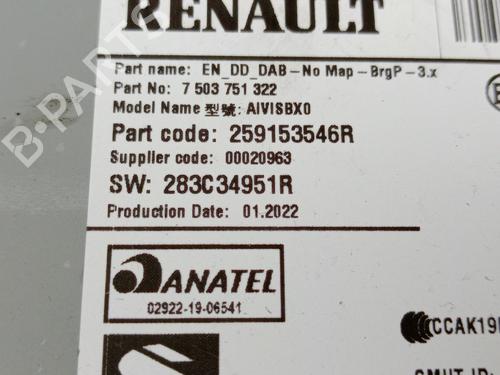 RENAULT
Part name: EN_DD_DAB-No Map-BrgP-3.x
Part No: 7 503 751 322
Model Name 型號: AIVISBX0
Part code: 259153546R
Supplier code: 00020963
SW: 283C34951R
Production Date: 01.2022
ANATEL
02922-19-06541
CCAK19
B-PARTS